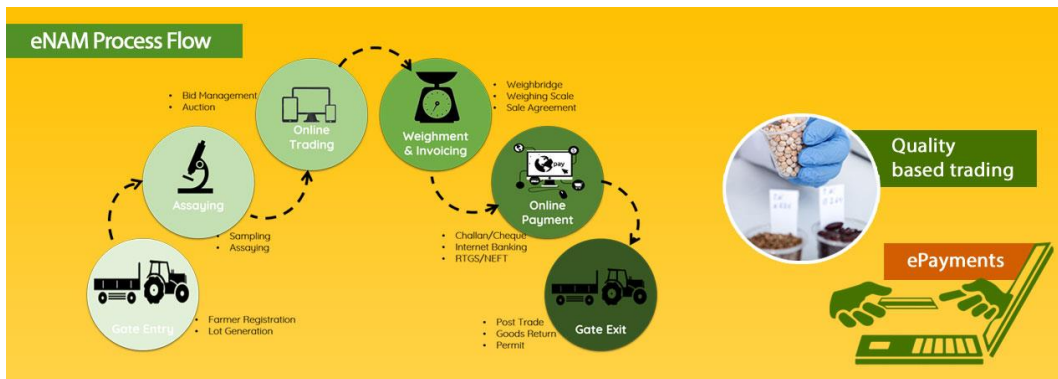 eNAM Process Flow
Gate Entry
• Farmer Registration
• Lot Generation
Assaying
• Sampling
• Assaying
Online
Trading
• Bid Management
• Auction
Weighment
& Invoicing
• Weighbridge
• Weighing Scale
• Sale Agreement
pay
Online
Payment
• Challan/Cheque
• Internet Banking
• RTGS/NEFT
Gate Exit
• Post Trade
• Goods Return
• Permit
Quality
based trading
ePayments